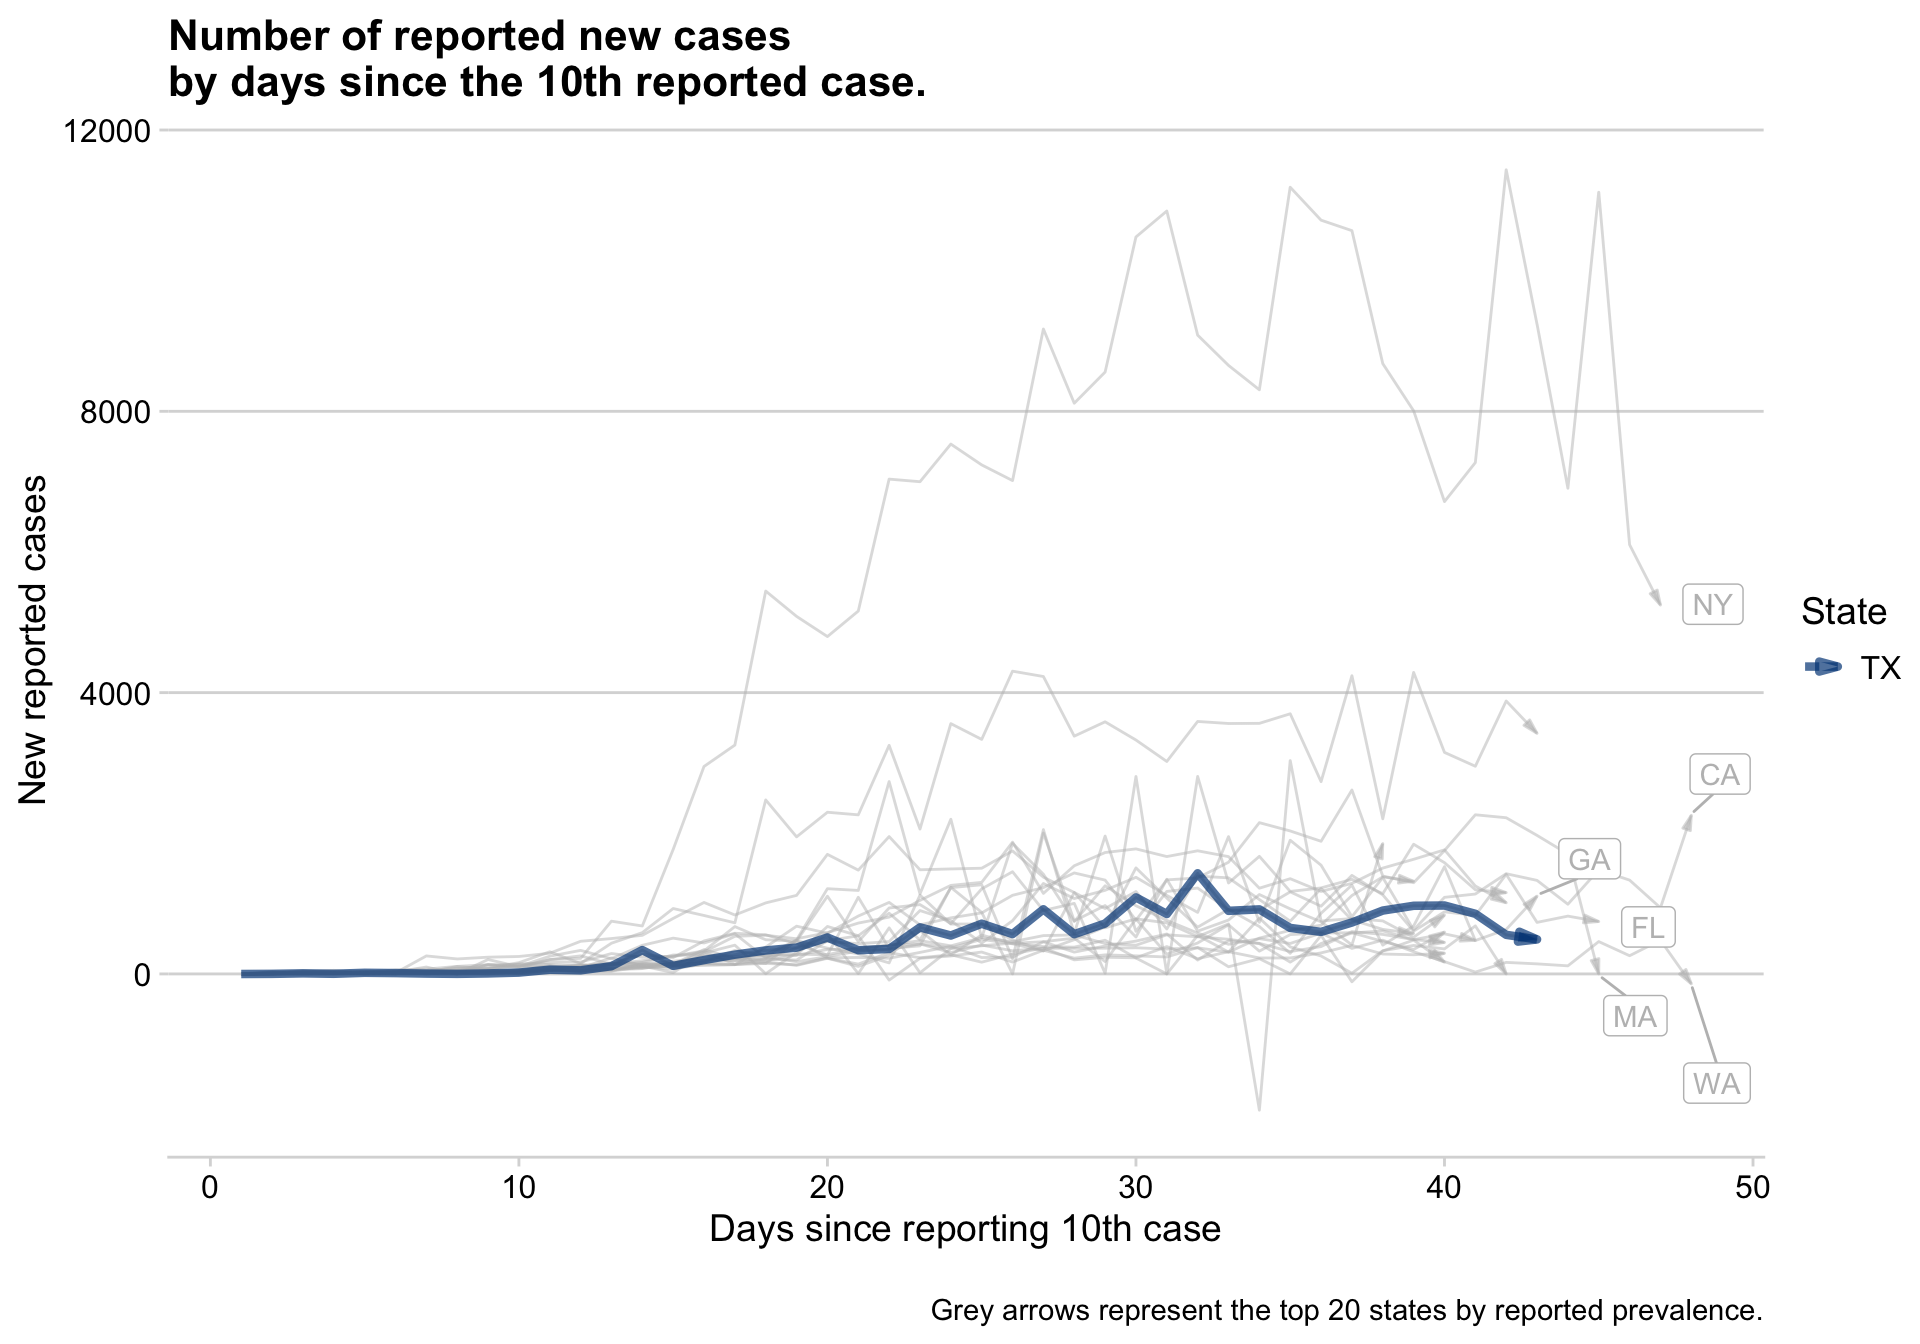 Number of reported new cases
by days since the 10th reported case.
12000
8000
4000
0
New reported cases
NY
CA
GA
FL
MA
WA
State
TX
0 10 20 30 40 50
Days since reporting 10th case
Grey arrows represent the top 20 states by reported prevalence.